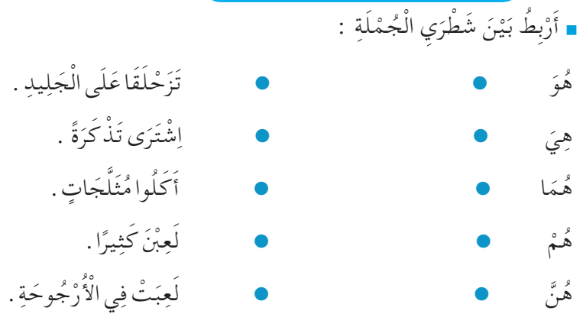 أَرْبِطُ بَيْنَ شَطْرَيِ الْجُمْلَةِ :
هُوَ تَزَحْلَقَا عَلَى الْجَلِيدِ .
هِيَ اِشْتَرَى تَذْكَرَةً .
هُمَا أَكَلُوا مُثَلَّجَاتٍ .
هُمْ لَعِبْنَ كَثِيرًا .
هُنَّ لَعِبَتْ فِي الْأُرْجُوحَةِ .